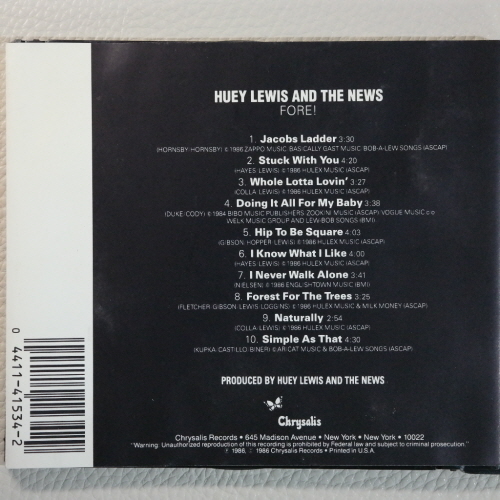 HUEY LEWIS AND THE NEWS
FORE!
1. Jacobs Ladder 3:30
(HORNSBY/HORNSBY) © 1986 ZAPPO MUSIC/BASICALLY GAST MUSIC/BOB-A-LEW SONGS (ASCAP)
2. Stuck With You 4:20
(HAYES/LEWIS) © 1986 HULEX MUSIC (ASCAP)
3. Whole Lotta Lovin' 3:27
(COLLA/LEWIS) © 1986 HULEX MUSIC (ASCAP)
4. Doing It All For My Baby 3:38
(DUKE/CODY) © 1984 BIBO MUSIC PUBLISHERS ZOOK NI MUSIC (ASCAP) VOGUE MUSIC c/o
WELK MUSIC GROUP AND LEW-BOB SONGS (BMI)
5. Hip To Be Square 4:03
(GIBSON/HOPPER/LEWIS) © 1986 HULEX MUSIC (ASCAP)
6. I Know What I Like 4:00
(HAYES/LEWIS) © 1986 HULEX MUSIC (ASCAP)
7. I Never Walk Alone 3:41
(NIELSEN) © 1986 ENGLISHTOWN MUSIC (BMI)
8. Forest For The Trees 3:25
(FLETCHER/GIBSON/LEWIS/LOGGINS) © 1986 HULEX MUSIC & MILK MONEY (ASCAP)
9. Naturally 2:54
(COLLA/LEWIS) © 1986 HULEX MUSIC (ASCAP)
10. Simple As That 4:30
(KUPKA/CASTILLO/BINER) © ARICAT MUSIC & BOB-A-LEW SONGS (ASCAP)
PRODUCED BY HUEY LEWIS AND THE NEWS
Chrysalis
Chrysalis Records • 645 Madison Avenue • New York • New York • 10022
"Warning: Unauthorized reproduction of this recording is prohibited by Federal law and subject to criminal prosecution."
℗ 1986, © 1986 Chrysalis Records • Printed in U.S.A.
0 4411-41534-2